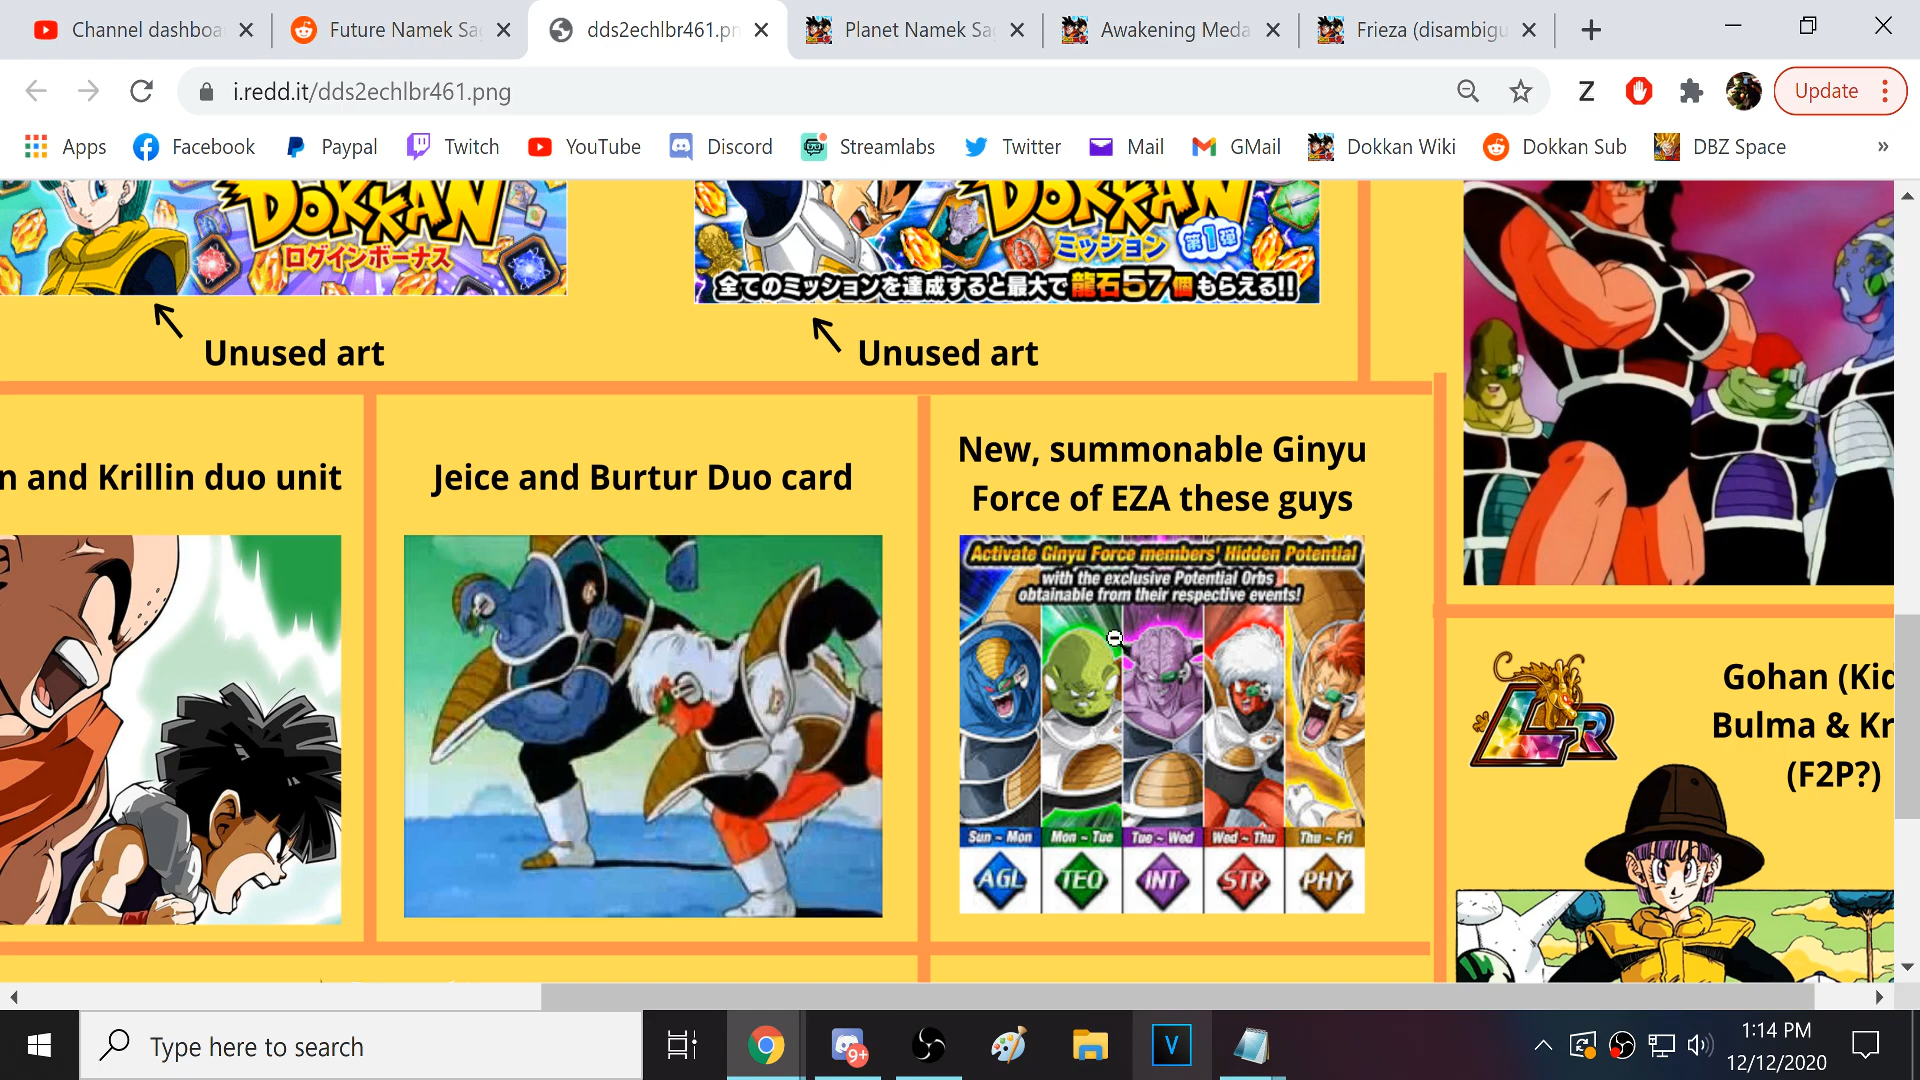 Channel dashboa
Future Namek Sa
dds2echlbr461.pn
Planet Namek Sa
Awakening Meda
Frieza (disambigu
i.redd.it/dds2echlbr461.png
Z
Update
Apps
Facebook
Paypal
Twitch
YouTube
Discord
Streamlabs
Twitter
Mail
GMail
Dokkan Wiki
Dokkan Sub
DBZ Space
»
DOKKAN
ログインボーナス
DOKKAN
ミッション 第1弾
全てのミッションを達成すると最大で龍石57個もらえる!!
Unused art
Unused art
n and Krillin duo unit
Jeice and Burtur Duo card
New, summonable Ginyu
Force of EZA these guys
Activate Ginyu Force members' Hidden Potential
with the exclusive Potential Orbs
obtainable from their respective events!
Sun ~ Mon
Mon ~ Tue
Tue ~ Wed
Wed ~ Thu
Thu ~ Fri
AGL
TEQ
INT
STR
PHY
LR
Gohan (Kid
Bulma & Kr
(F2P?)
Type here to search
9+
V
1:14 PM
12/12/2020